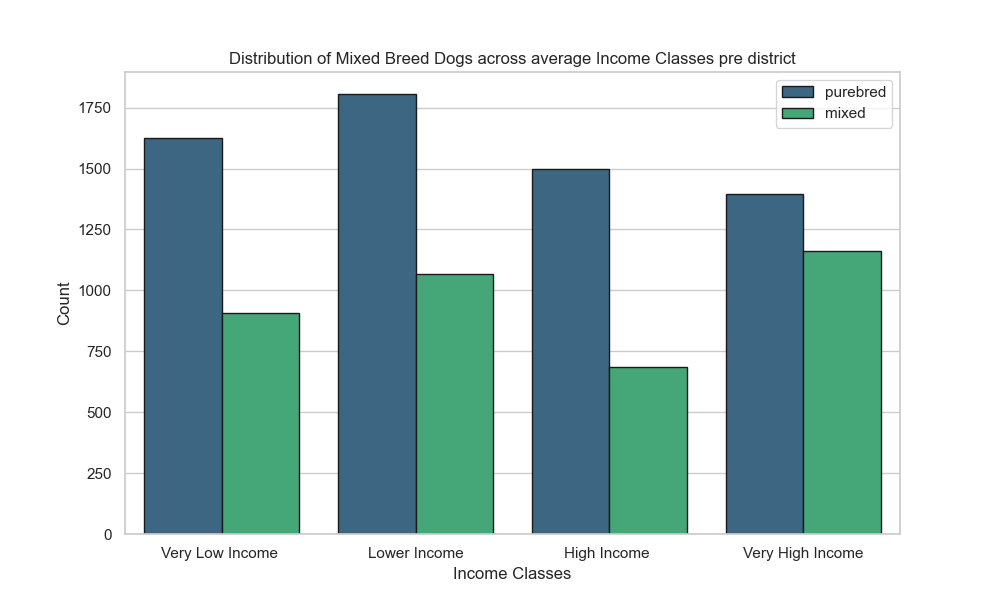 Distribution of Mixed Breed Dogs across average Income Classes pre district
purebred
mixed
1750
1500
1250
1000
750
500
250
0
Count
Very Low Income
Lower Income
High Income
Very High Income
Income Classes